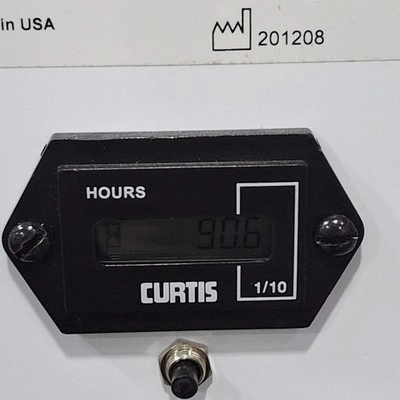 in USA
201208
HOURS
90.6
CURTIS
1/10